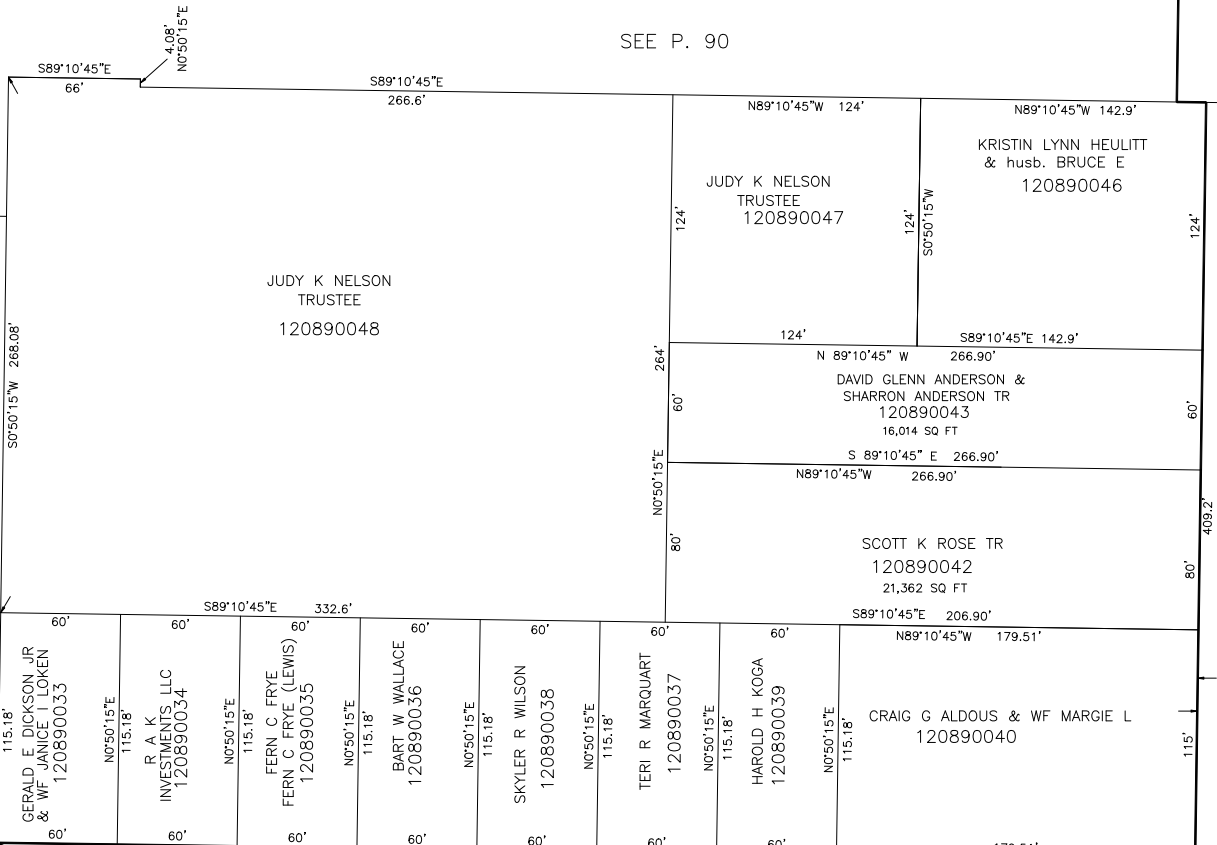 SEE P. 90
4.08'
N0°50'15"E
S89°10'45"E
66'
S89°10'45"E
266.6'
N89°10'45"W 124'
N89°10'45"W 142.9'
KRISTIN LYNN HEULITT
& husb. BRUCE E
120890046
JUDY K NELSON
TRUSTEE
120890047
124'
124'
S0°50'15"W
124'
JUDY K NELSON
TRUSTEE
120890048
S0°50'15"W 268.08'
124'
S89°10'45"E 142.9'
N 89°10'45" W 266.90'
264'
N0°50'15"E
DAVID GLENN ANDERSON &
SHARRON ANDERSON TR
120890043
16,014 SQ FT
60'
60'
S 89°10'45" E 266.90'
N89°10'45"W 266.90'
409.2'
SCOTT K ROSE TR
120890042
21,362 SQ FT
80'
80'
S89°10'45"E 332.6'
S89°10'45"E 206.90'
N89°10'45"W 179.51'
60'
60'
60'
60'
60'
60'
60'
115.18'
GERALD E DICKSON JR
& WF JANICE I LOKEN
120890033
N0°50'15"E
115.18'
R A K
INVESTMENTS, LLC
120890034
N0°50'15"E
115.18'
FERN C FRYE
FERN C FRYE (LEWIS)
120890035
N0°50'15"E
115.18'
BART W WALLACE
120890036
N0°50'15"E
115.18'
SKYLER R WILSON
120890038
N0°50'15"E
115.18'
TERI R MARQUART
120890037
N0°50'15"E
115.18'
HAROLD H KOGA
120890039
N0°50'15"E
115.18'
CRAIG G ALDOUS & WF MARGIE L
120890040
115'
60'
60'
60'
60'
60'
60'
60'
179.51'